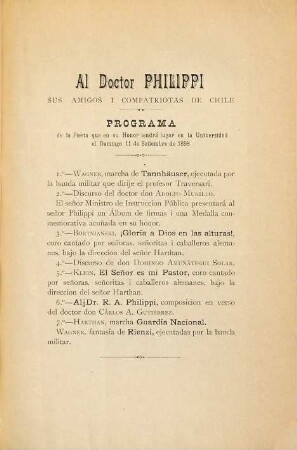 Al Doctor PHILIPPI
SUS AMIGOS I COMPATRIOTAS DE CHILE
PROGRAMA
de la Fiesta que en su Honor tendrá lugar en la Universidad
el Domingo 11 de Setiembre de 1898
1.º—WAGNER, marcha de Tannhäuser, ejecutada por
la banda militar que dirije el profesor Traversari.
2.º—Discurso del doctor don ADOLFO MURILLO.
El señor Ministro de Instruccion Pública presentará al
señor Philippi un Álbum de firmas i una Medalla con-
memorativa acuñada en su honor.
3.º—BORTNIANSKI, ¡Gloria a Dios en las alturas!,
coro cantado por señoras, señoritas i caballeros alema-
nes, bajo la direccion del señor Harthan.
4.º—Discurso de don DOMINGO AMUNÁTEGUI SOLAR.
5.º—KLEIN, El Señor es mi Pastor, coro cantado
por señoras, señoritas i caballeros alemanes, bajo la
direccion del señor Harthan.
6.º—Al Dr. R. A. Philippi, composicion en verso
del doctor don CÁRLOS A. GUTIÉRREZ.
7.º—HARTHAN, marcha Guardia Nacional.
WAGNER, fantasía de Rienzi, ejecutadas por la banda
militar.